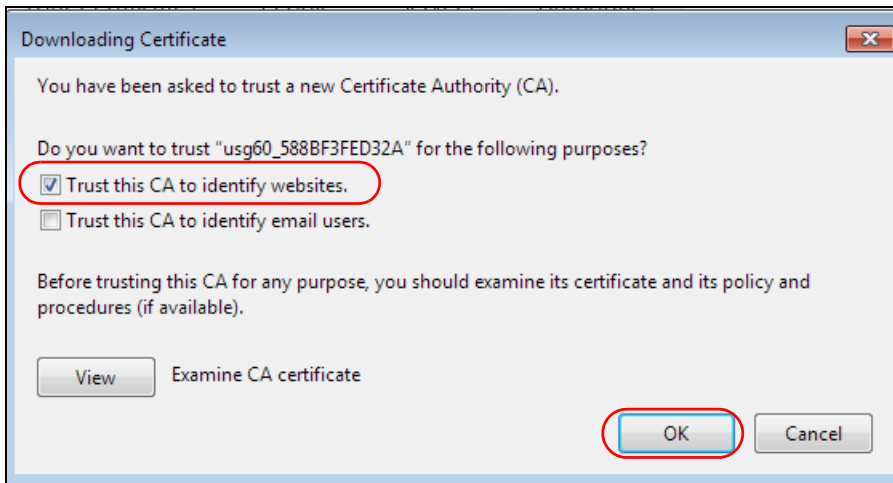 Downloading Certificate
You have been asked to trust a new Certificate Authority (CA).
Do you want to trust "usg60_588BF3FED32A" for the following purposes?
Trust this CA to identify websites.
Trust this CA to identify email users.
Before trusting this CA for any purpose, you should examine its certificate and its policy and
procedures (if available).
View Examine CA certificate
OK Cancel